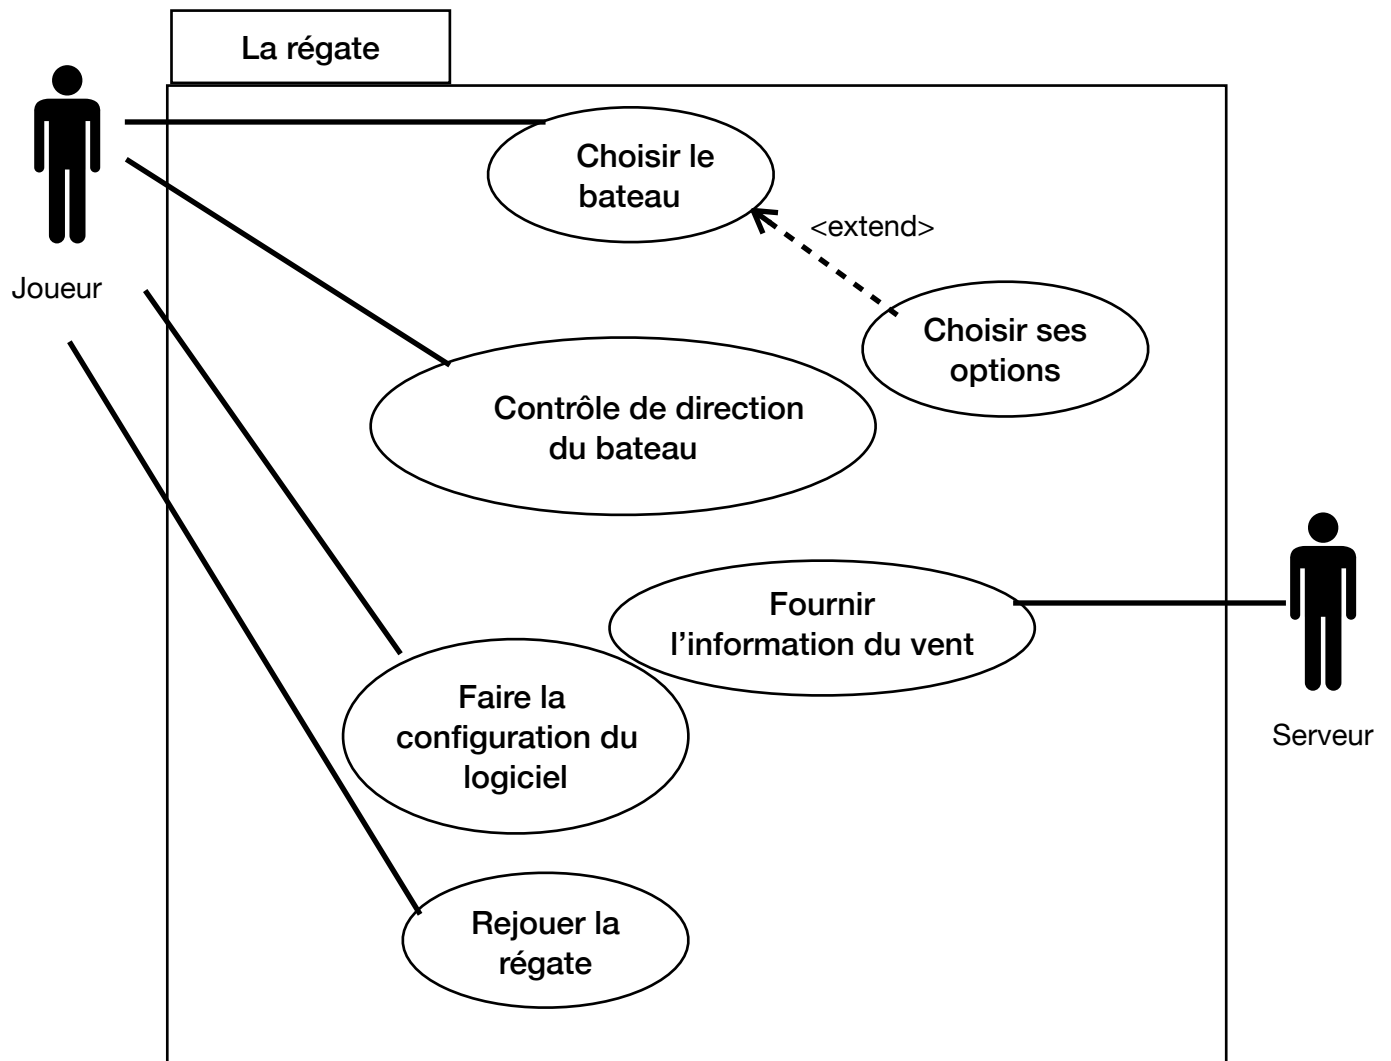 La régate
Choisir le
bateau
<extend>
Joueur
Choisir ses
options
Contrôle de direction
du bateau
Fournir
l’information du vent
Faire la
configuration du
logiciel
Serveur
Rejouer la
régate